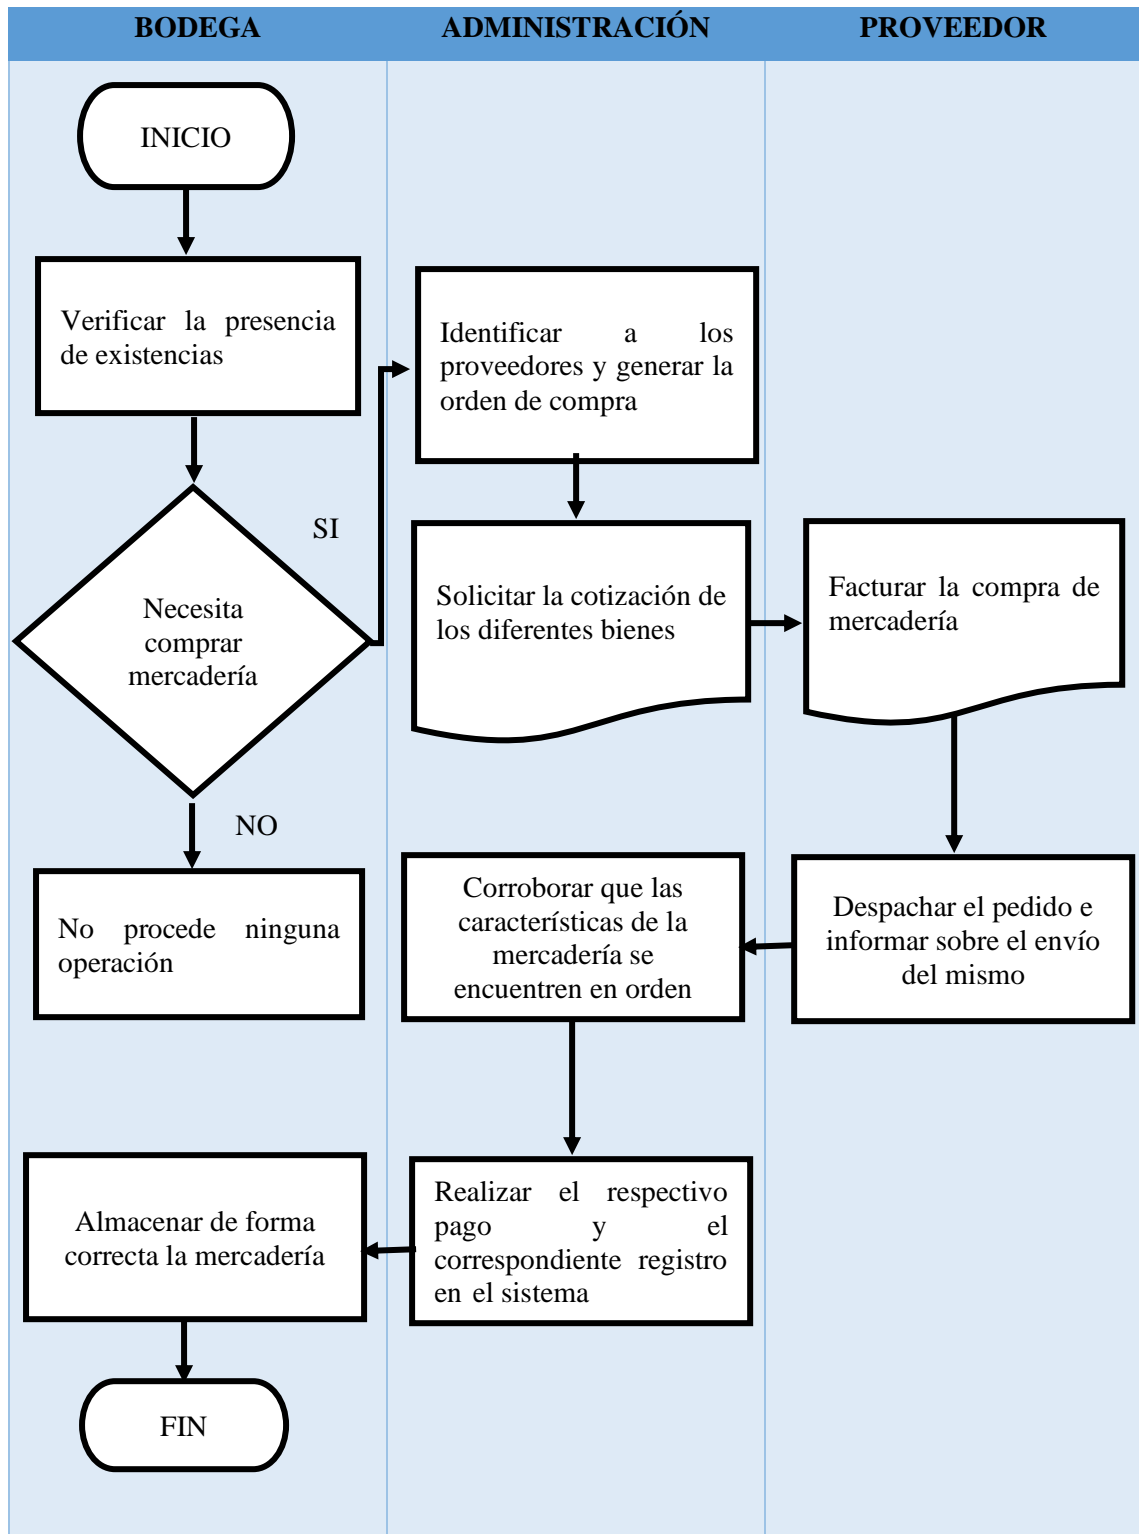 BODEGA
ADMINISTRACIÓN
PROVEEDOR
INICIO
Verificar la presencia
de existencias
Identificar a los
proveedores y generar la
orden de compra
SI
Necesita
comprar
mercadería
Solicitar la cotización de
los diferentes bienes
Facturar la compra de
mercadería
NO
No procede ninguna
operación
Corroborar que las
características de la
mercadería se
encuentren en orden
Despachar el pedido e
informar sobre el envío
del mismo
Almacenar de forma
correcta la mercadería
Realizar el respectivo
pago y el
correspondiente registro
en el sistema
FIN